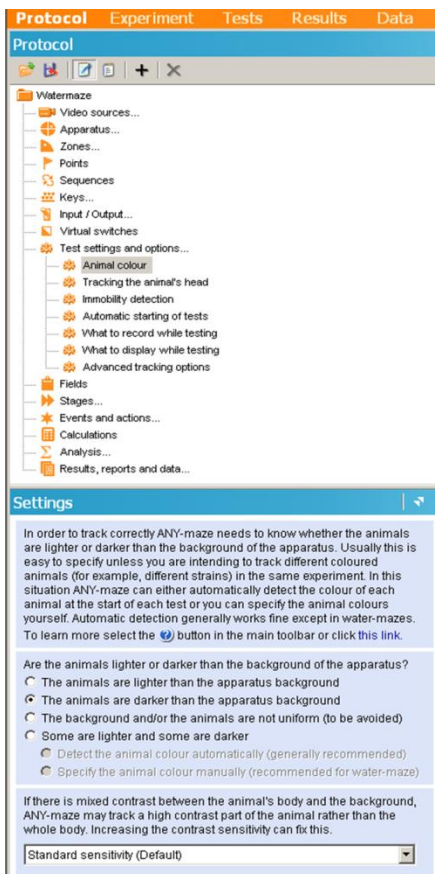 Protocol Experiment Tests Results Data
Protocol
Watermaze
Video sources...
Apparatus...
Zones...
Points
Sequences
Keys...
Input / Output...
Virtual switches
Test settings and options...
Animal colour
Tracking the animal's head
Immobility detection
Automatic starting of tests
What to record while testing
What to display while testing
Advanced tracking options
Fields
Stages...
Events and actions...
Calculations
Analysis...
Results, reports and data...
Settings
In order to track correctly ANY-maze needs to know whether the animals
are lighter or darker than the background of the apparatus. Usually this is
easy to specify unless you are intending to track different coloured
animals (for example, different strains) in the same experiment. In this
situation ANY-maze can either automatically detect the colour of each
animal at the start of each test or you can specify the animal colours
yourself. Automatic detection generally works fine except in water-mazes.
To learn more select the ? button in the main toolbar or click this link.
Are the animals lighter or darker than the background of the apparatus?
The animals are lighter than the apparatus background
The animals are darker than the apparatus background
The background and/or the animals are not uniform (to be avoided)
Some are lighter and some are darker
Detect the animal colour automatically (generally recommended)
Specify the animal colour manually (recommended for water-maze)
If there is mixed contrast between the animal's body and the background,
ANY-maze may track a high contrast part of the animal rather than the
whole body. Increasing the contrast sensitivity can fix this.
Standard sensitivity (Default)